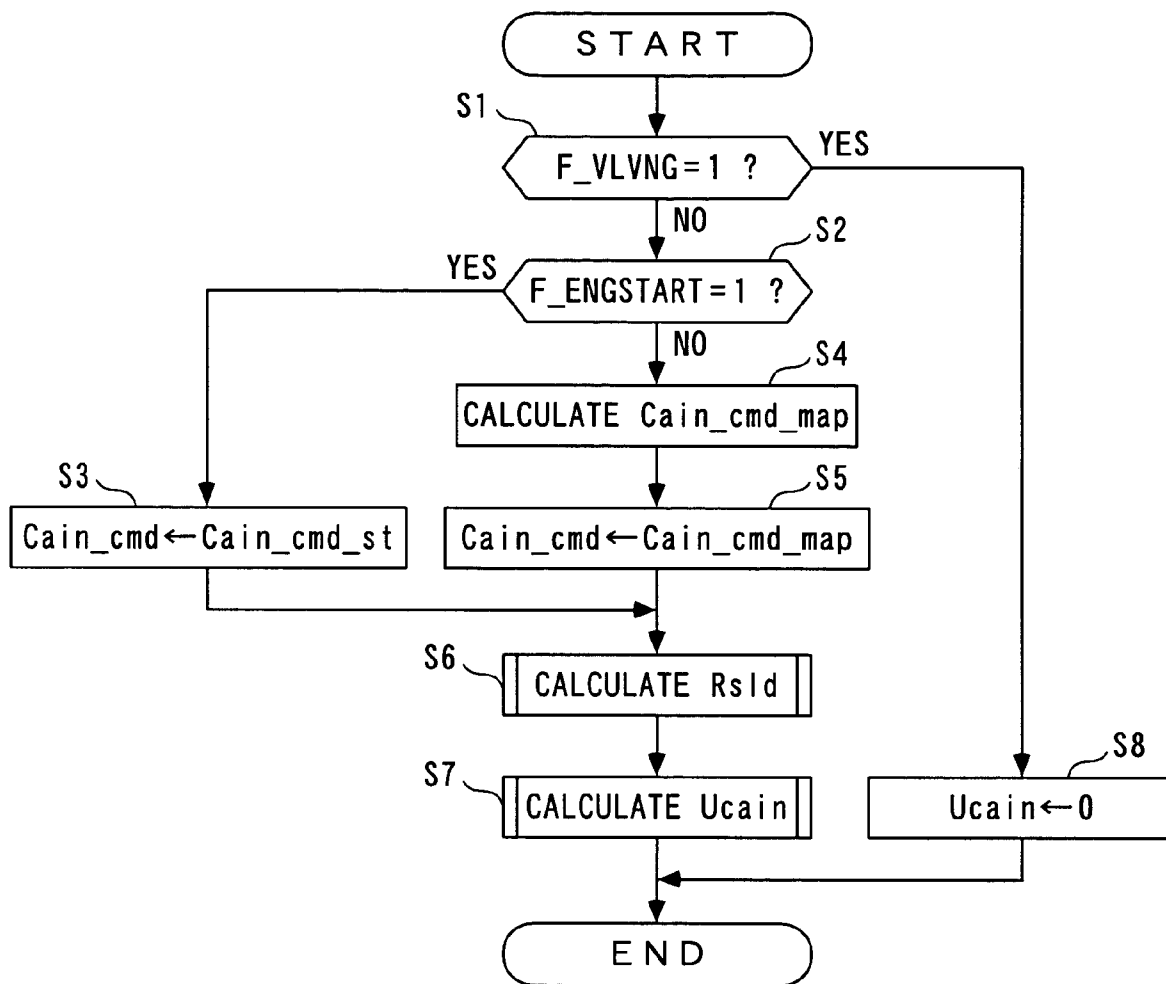 START
S1
F_VLVNG=1 ?
YES
NO
S2
YES
F_ENGSTART=1 ?
NO
S4
CALCULATE Cain_cmd_map
S3
S5
Cain_cmd←Cain_cmd_st
Cain_cmd←Cain_cmd_map
S6
CALCULATE Rsld
S7
S8
CALCULATE Ucain
Ucain←0
END